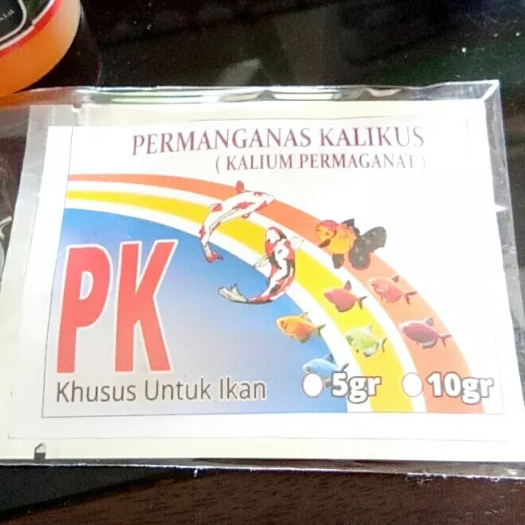 PERMANGANAS KALIKUS
( KALIUM PERMAGANAT )
PK
Khusus Untuk Ikan
5gr 10gr